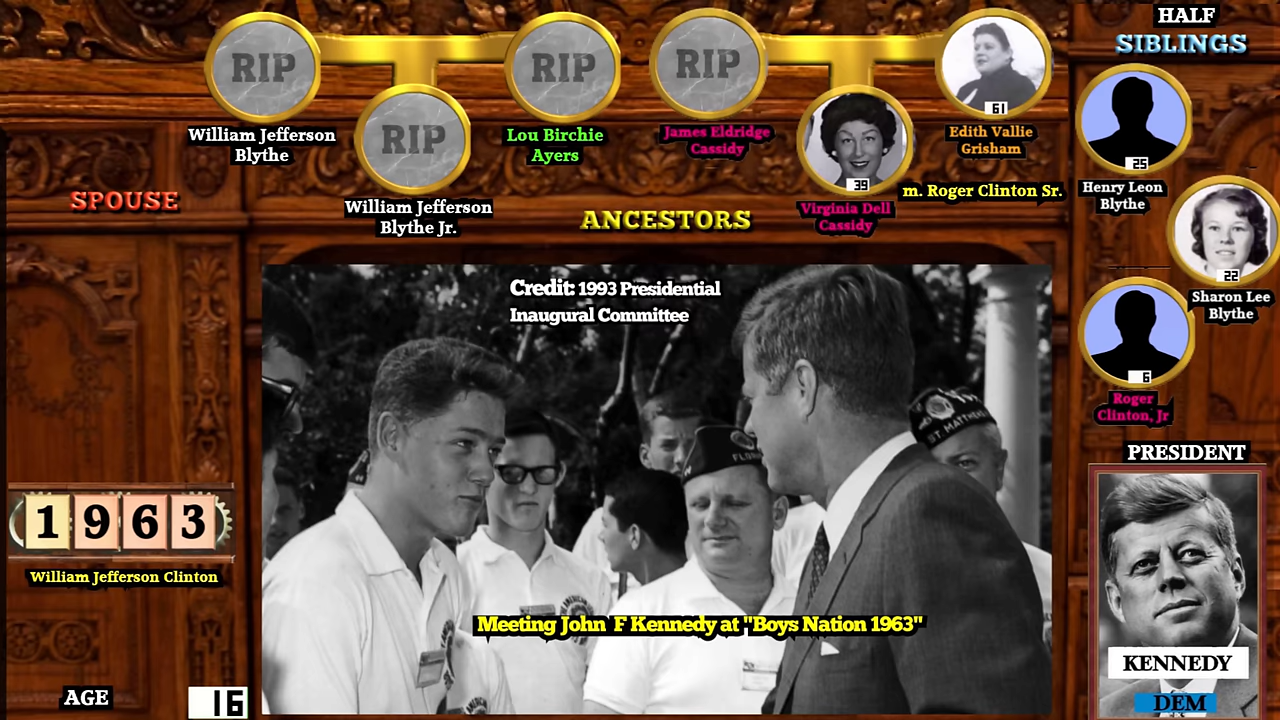 HALF
SIBLINGS
RIP
RIP
RIP
RIP
61
William Jefferson
Blythe
Lou Birchie
Ayers
James Eldridge
Cassidy
Edith Vallie
Grisham
25
39
Henry Leon
Blythe
m. Roger Clinton Sr.
SPOUSE
William Jefferson
Blythe Jr.
ANCESTORS
Virginia Dell
Cassidy
22
Sharon Lee
Blythe
Credit: 1993 Presidential
Inaugural Committee
6
Roger
Clinton, Jr
FLOR
ST. MATTHEWS
PRESIDENT
1963
William Jefferson Clinton
Meeting John F Kennedy at "Boys Nation 1963"
KENNEDY
DEM
AGE
16